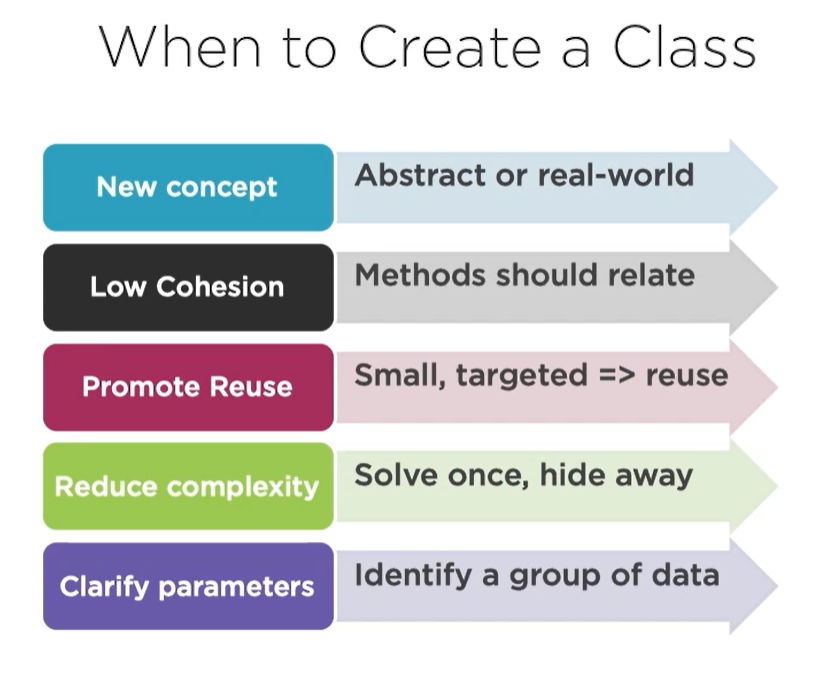 When to Create a Class
New concept
Abstract or real-world
Low Cohesion
Methods should relate
Promote Reuse
Small, targeted => reuse
Reduce complexity
Solve once, hide away
Clarify parameters
Identify a group of data